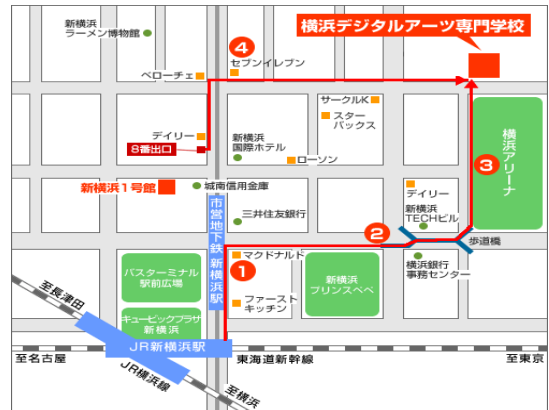 横浜デジタルアーツ専門学校
新横浜
ラーメン博物館
4
セブンイレブン
ベローチェ
サークルK
スター
バックス
デイリー
8番出口
新横浜
国際ホテル
ローソン
3
横浜アリーナ
新横浜1号館
城南信用金庫
デイリー
新横浜
TECHビル
市営地下鉄 新横浜駅
三井住友銀行
2
歩道橋
マクドナルド
1
横浜銀行
事務センター
バスターミナル
駅前広場
新横浜
プリンスペペ
至長津田
ファースト
キッチン
キュービックプラザ
新横浜
JR新横浜駅
至名古屋
東海道新幹線
至東京
JR横浜線
至横浜